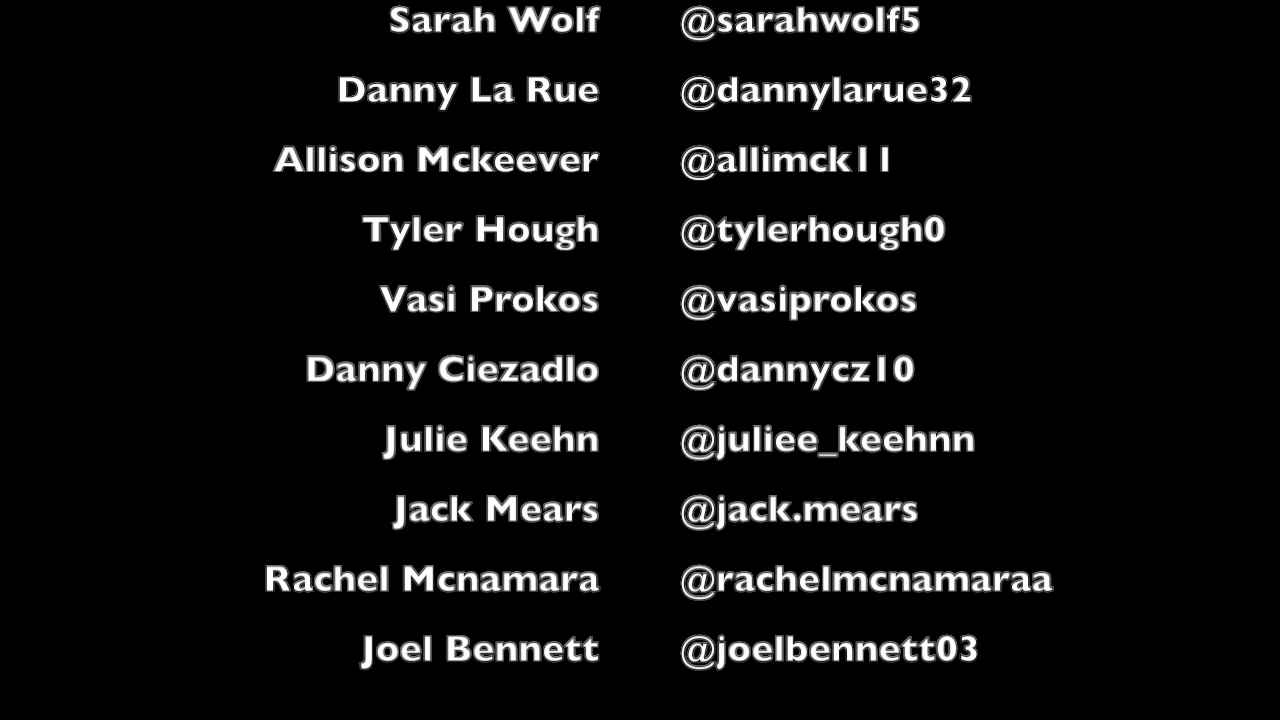 Sarah Wolf @sarahwolf5
Danny La Rue @dannylarue32
Allison Mckeever @allimck11
Tyler Hough @tylerhough0
Vasi Prokos @vasiprokos
Danny Ciezadlo @dannycz10
Julie Keehn @juliee_keehnn
Jack Mears @jack.mears
Rachel Mcnamara @rachelmcnamaraa
Joel Bennett @joelbennett03